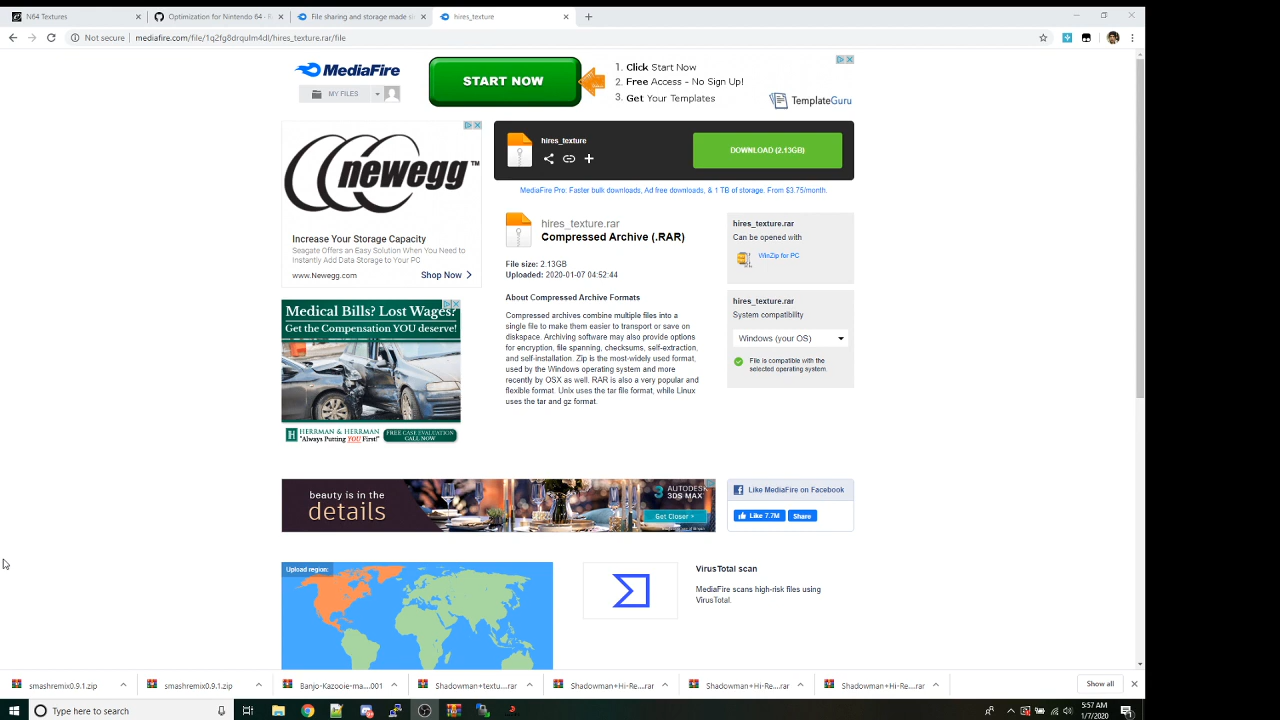 N64 Textures
Optimization for Nintendo 64 - R
File sharing and storage made si
hires_texture
Not secure
mediafire.com/file/1q2fg8drqulm4dl/hires_texture.rar/file
MediaFire
MY FILES
START NOW
1. Click Start Now
2. Free Access - No Sign Up!
3. Get Your Templates
TemplateGuru
newegg™
Increase Your Storage Capacity
Seagate Offers an Easy Solution When You Need to
Instantly Add Data Storage to Your PC
www.Newegg.com
Shop Now
hires_texture
DOWNLOAD (2.13GB)
MediaFire Pro: Faster bulk downloads, Ad free downloads, & 1 TB of storage. From $3.75/month.
hires_texture.rar
Compressed Archive (.RAR)
File size: 2.13GB
Uploaded: 2020-01-07 04:52:44
About Compressed Archive Formats
Compressed archives combine multiple files into a
single file to make them easier to transport or save on
diskspace. Archiving software may also provide options
for encryption, file spanning, checksums, self-extraction,
and self-installation. Zip is the most-widely used format,
used by the Windows operating system and more
recently by OSX as well. RAR is also a very popular and
flexible format. Unix uses the tar file format, while Linux
uses the tar and gz format.
hires_texture.rar
Can be opened with
WinZip for PC
hires_texture.rar
System compatibility
Windows (your OS)
File is compatible with the
selected operating system.
Medical Bills? Lost Wages?
Get the Compensation YOU deserve!
HERRMAN & HERRMAN
"Always Putting YOU First!"
FREE CASE EVALUATION
CALL NOW
beauty is in the
details
3 AUTODESK
3DS MAX
Get Closer
Like MediaFire on Facebook
Like 7.7M
Share
Upload region:
VirusTotal scan
MediaFire scans high-risk files using
VirusTotal.
smashremix0.9.1.zip
smashremix0.9.1.zip
Banjo-Kazooie-ma....001
Shadowman+textu...rar
Shadowman+Hi-Re....rar
Shadowman+Hi-Re....rar
Shadowman+Hi-Re....rar
Show all
Type here to search
5:57 AM
1/7/2020